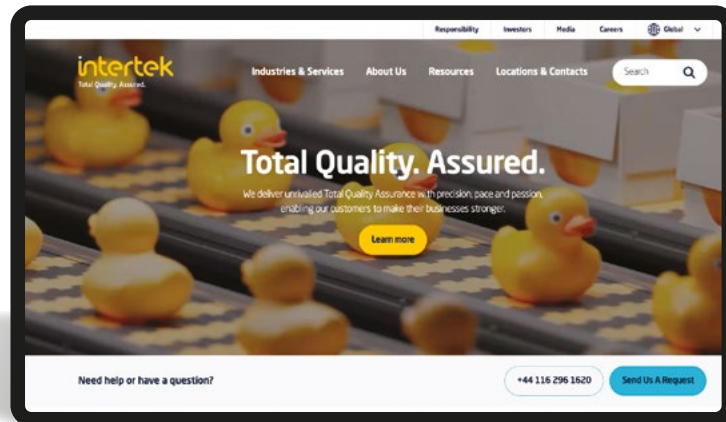 Responsibility Investors Media Careers Global
intertek
Total Quality. Assured.
Industries & Services About Us Resources Locations & Contacts Search
Total Quality. Assured.
We deliver unrivalled Total Quality Assurance with precision, pace and passion,
enabling our customers to make their businesses stronger.
Learn more
Need help or have a question? +44 116 296 1620 Send Us A Request